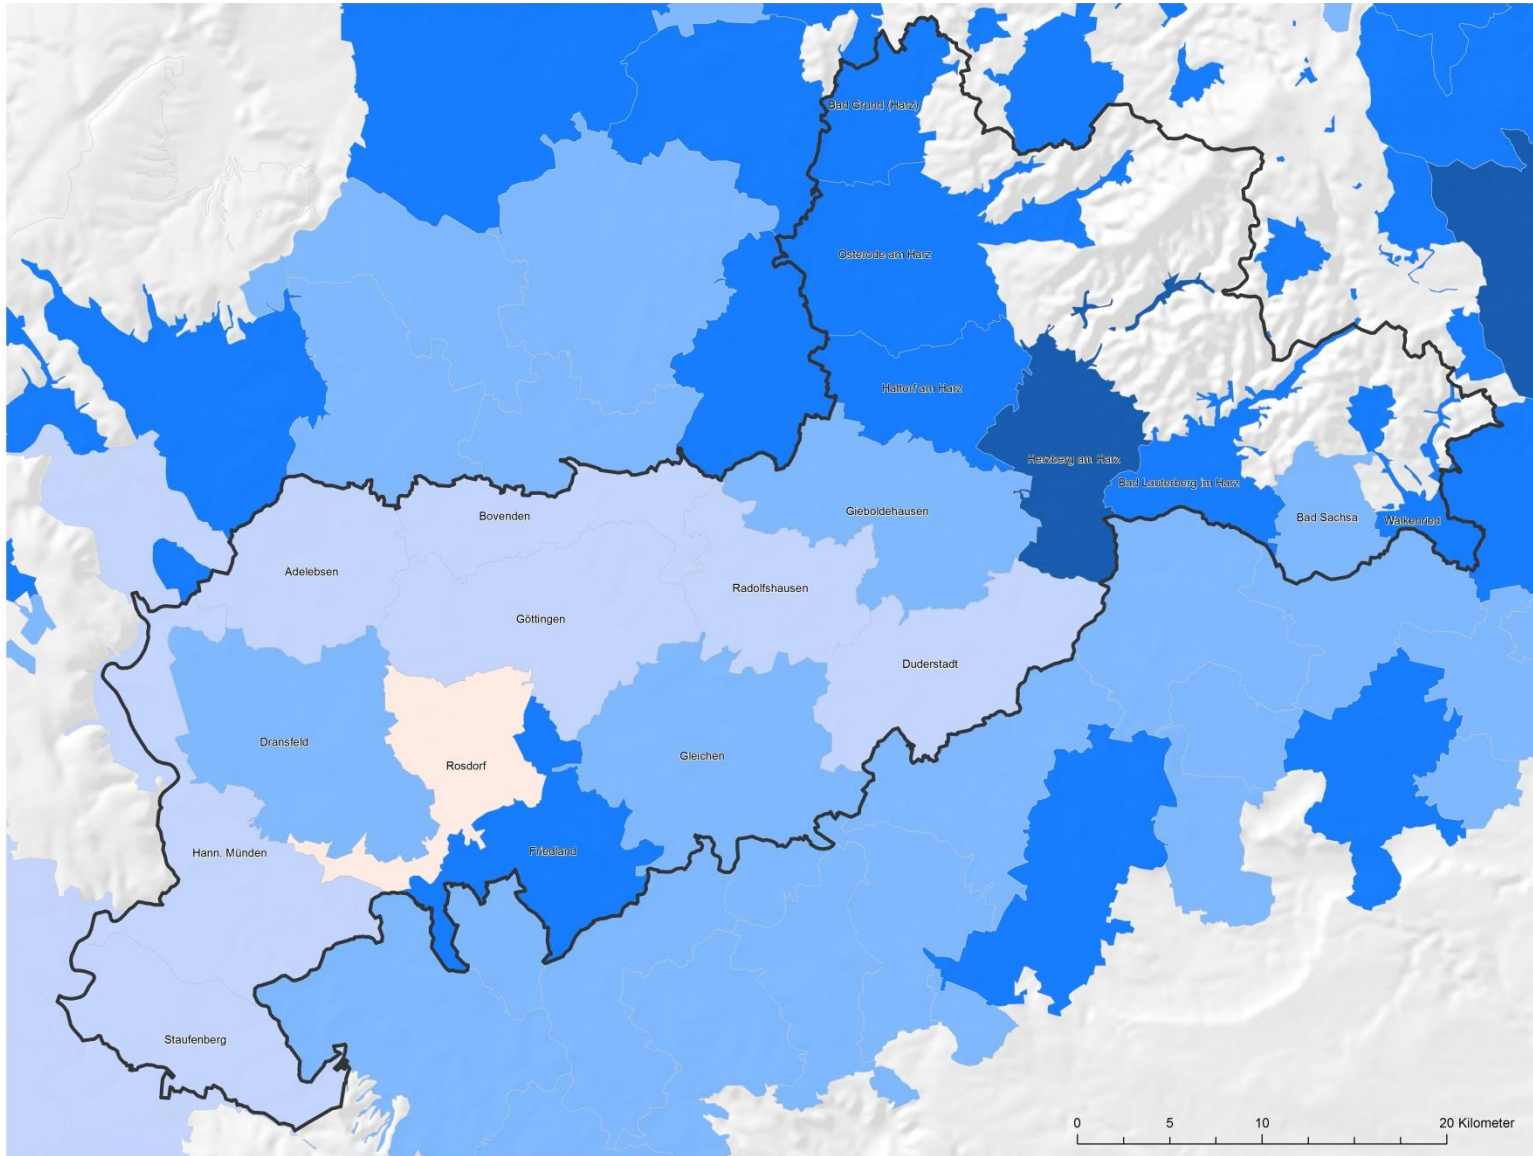 Bad Grund (Harz)
Osterode am Harz
Hattorf am Harz
Herzberg am Harz
Bad Lauterberg im Harz
Gieboldehausen
Bovenden
Bad Sachsa
Walkenried
Adelebsen
Radolfshausen
Göttingen
Duderstadt
Dransfeld
Gleichen
Rosdorf
Hann. Münden
Friedland
Staufenberg
0 5 10 20 Kilometer